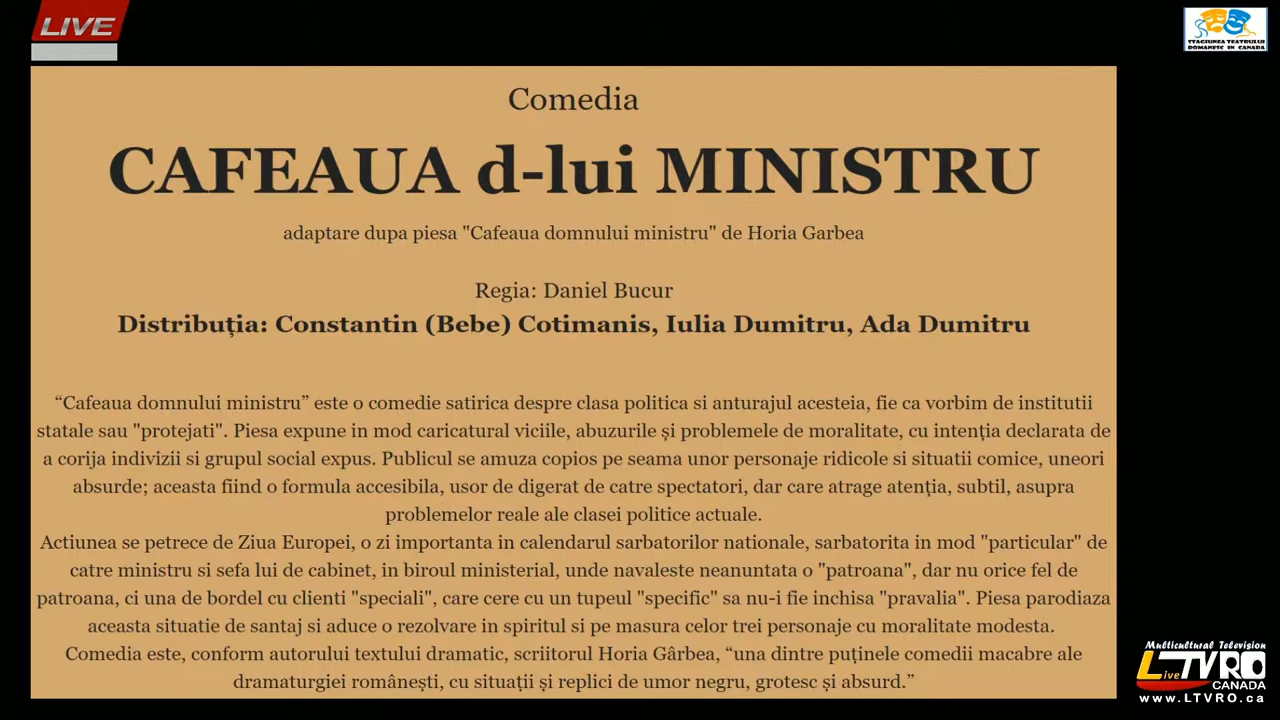 LIVE
STAGIUNEA TEATRULUI
ROMANESC IN CANADA
Comedia
CAFEAUA d-lui MINISTRU
adaptare dupa piesa "Cafeaua domnului ministru" de Horia Garbea
Regia: Daniel Bucur
Distribuția: Constantin (Bebe) Cotimanis, Iulia Dumitru, Ada Dumitru
“Cafeaua domnului ministru” este o comedie satirica despre clasa politica si anturajul acesteia, fie ca vorbim de institutii
statale sau "protejati". Piesa expune in mod caricatural viciile, abuzurile și problemele de moralitate, cu intenția declarata de
a corija indivizii si grupul social expus. Publicul se amuza copios pe seama unor personaje ridicole si situatii comice, uneori
absurde; aceasta fiind o formula accesibila, usor de digerat de catre spectatori, dar care atrage atenția, subtil, asupra
problemelor reale ale clasei politice actuale.
Actiunea se petrece de Ziua Europei, o zi importanta in calendarul sarbatorilor nationale, sarbatorita in mod "particular" de
catre ministru si sefa lui de cabinet, in biroul ministerial, unde navaleste neanuntata o "patroana", dar nu orice fel de
patroana, ci una de bordel cu clienti "speciali", care cere cu un tupeul "specific" sa nu-i fie inchisa "pravalia". Piesa parodiaza
aceasta situatie de santaj si aduce o rezolvare in spiritul si pe masura celor trei personaje cu moralitate modesta.
Comedia este, conform autorului textului dramatic, scriitorul Horia Gârbea, “una dintre puținele comedii macabre ale
dramaturgiei românești, cu situații și replici de umor negru, grotesc și absurd.”
Multicultural Television
Live TVRO
CANADA
www.LTVRO.ca